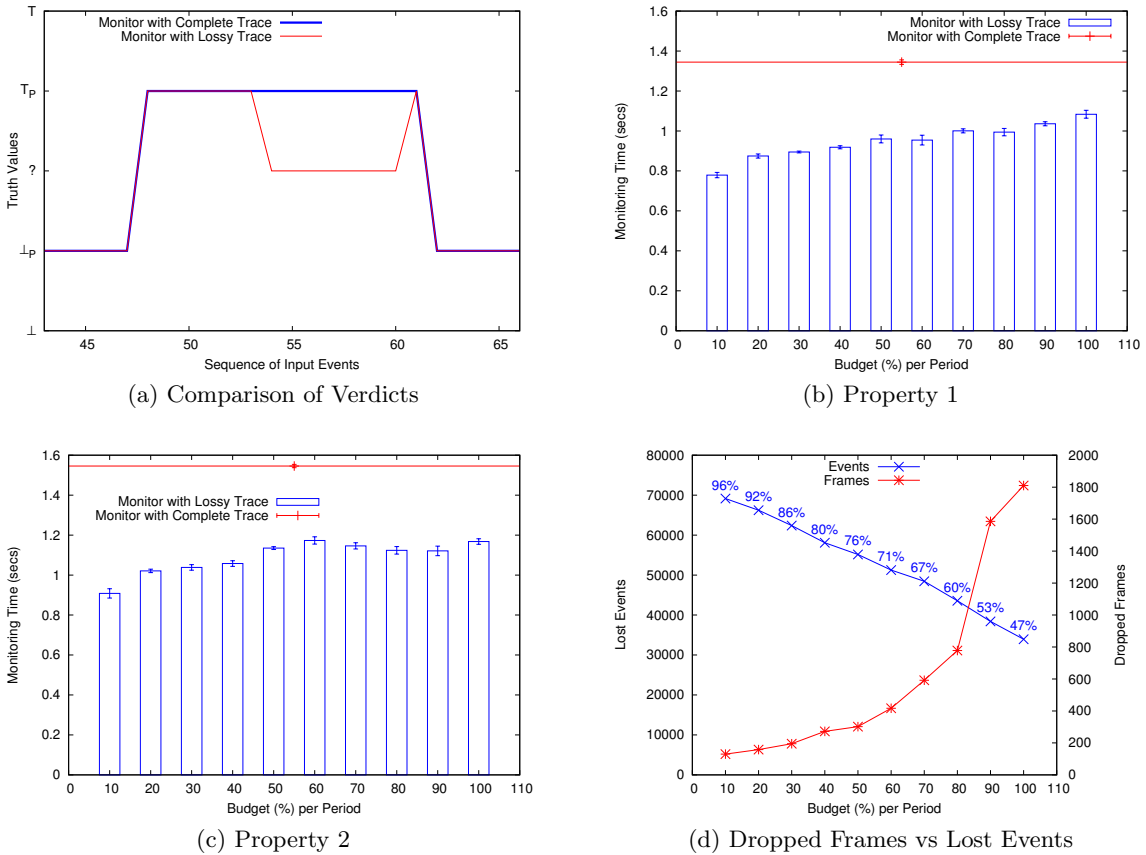 Monitor with Complete Trace
Monitor with Lossy Trace
Truth Values
⊤
⊤P
?
⊥P
⊥
45 50 55 60 65
Sequence of Input Events
(a) Comparison of Verdicts
Monitor with Lossy Trace
Monitor with Complete Trace
Monitoring Time (secs)
1.6
1.4
1.2
1
0.8
0.6
0.4
0.2
0
0 10 20 30 40 50 60 70 80 90 100 110
Budget (%) per Period
(b) Property 1
Monitor with Lossy Trace
Monitor with Complete Trace
Monitoring Time (secs)
1.6
1.4
1.2
1
0.8
0.6
0.4
0.2
0
0 10 20 30 40 50 60 70 80 90 100 110
Budget (%) per Period
(c) Property 2
Events
Frames
Lost Events
80000
70000
60000
50000
40000
30000
20000
10000
0
96% 92% 86% 80% 76% 71% 67% 60% 53% 47%
2000
1800
1600
1400
1200
1000
800
600
400
200
0
Dropped Frames
0 10 20 30 40 50 60 70 80 90 100 110
Budget (%) per Period
(d) Dropped Frames vs Lost Events